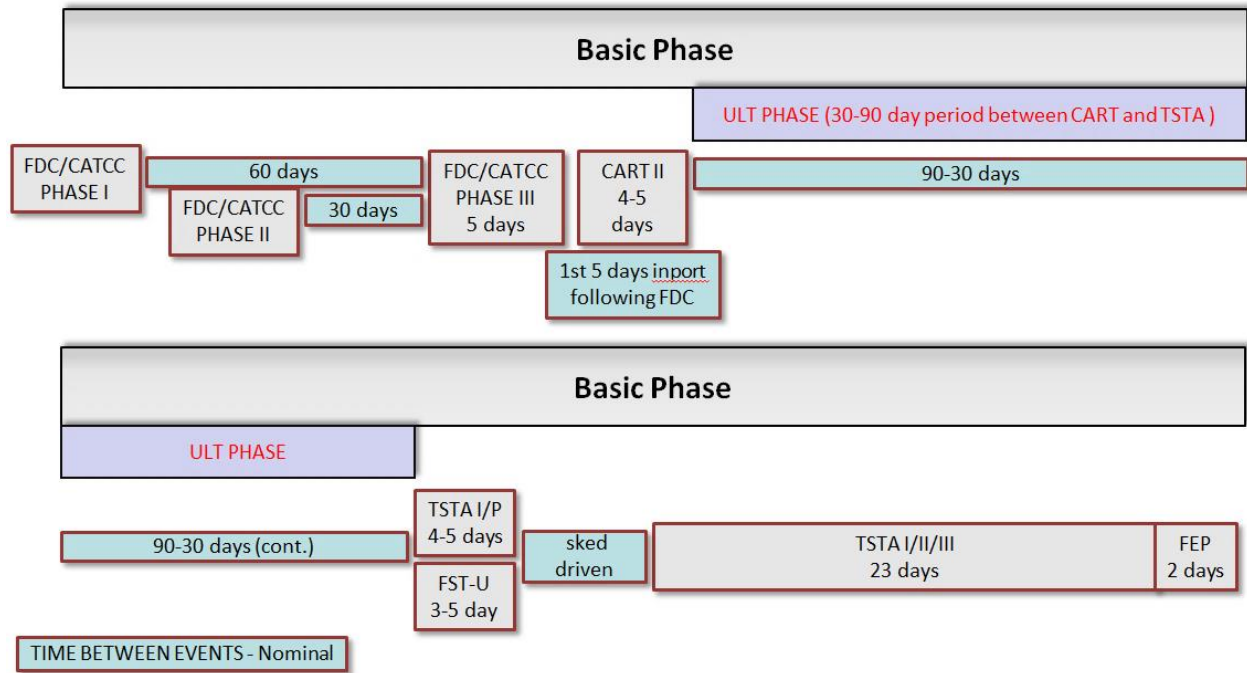 Basic Phase
ULT PHASE (30-90 day period between CART and TSTA )
FDC/CATCC
PHASE I
60 days
FDC/CATCC
PHASE II
30 days
FDC/CATCC
PHASE III
5 days
CART II
4-5
days
90-30 days
1st 5 days inport
following FDC
Basic Phase
ULT PHASE
90-30 days (cont.)
TSTA I/P
4-5 days
FST-U
3-5 day
sked
driven
TSTA I/II/III
23 days
FEP
2 days
TIME BETWEEN EVENTS - Nominal